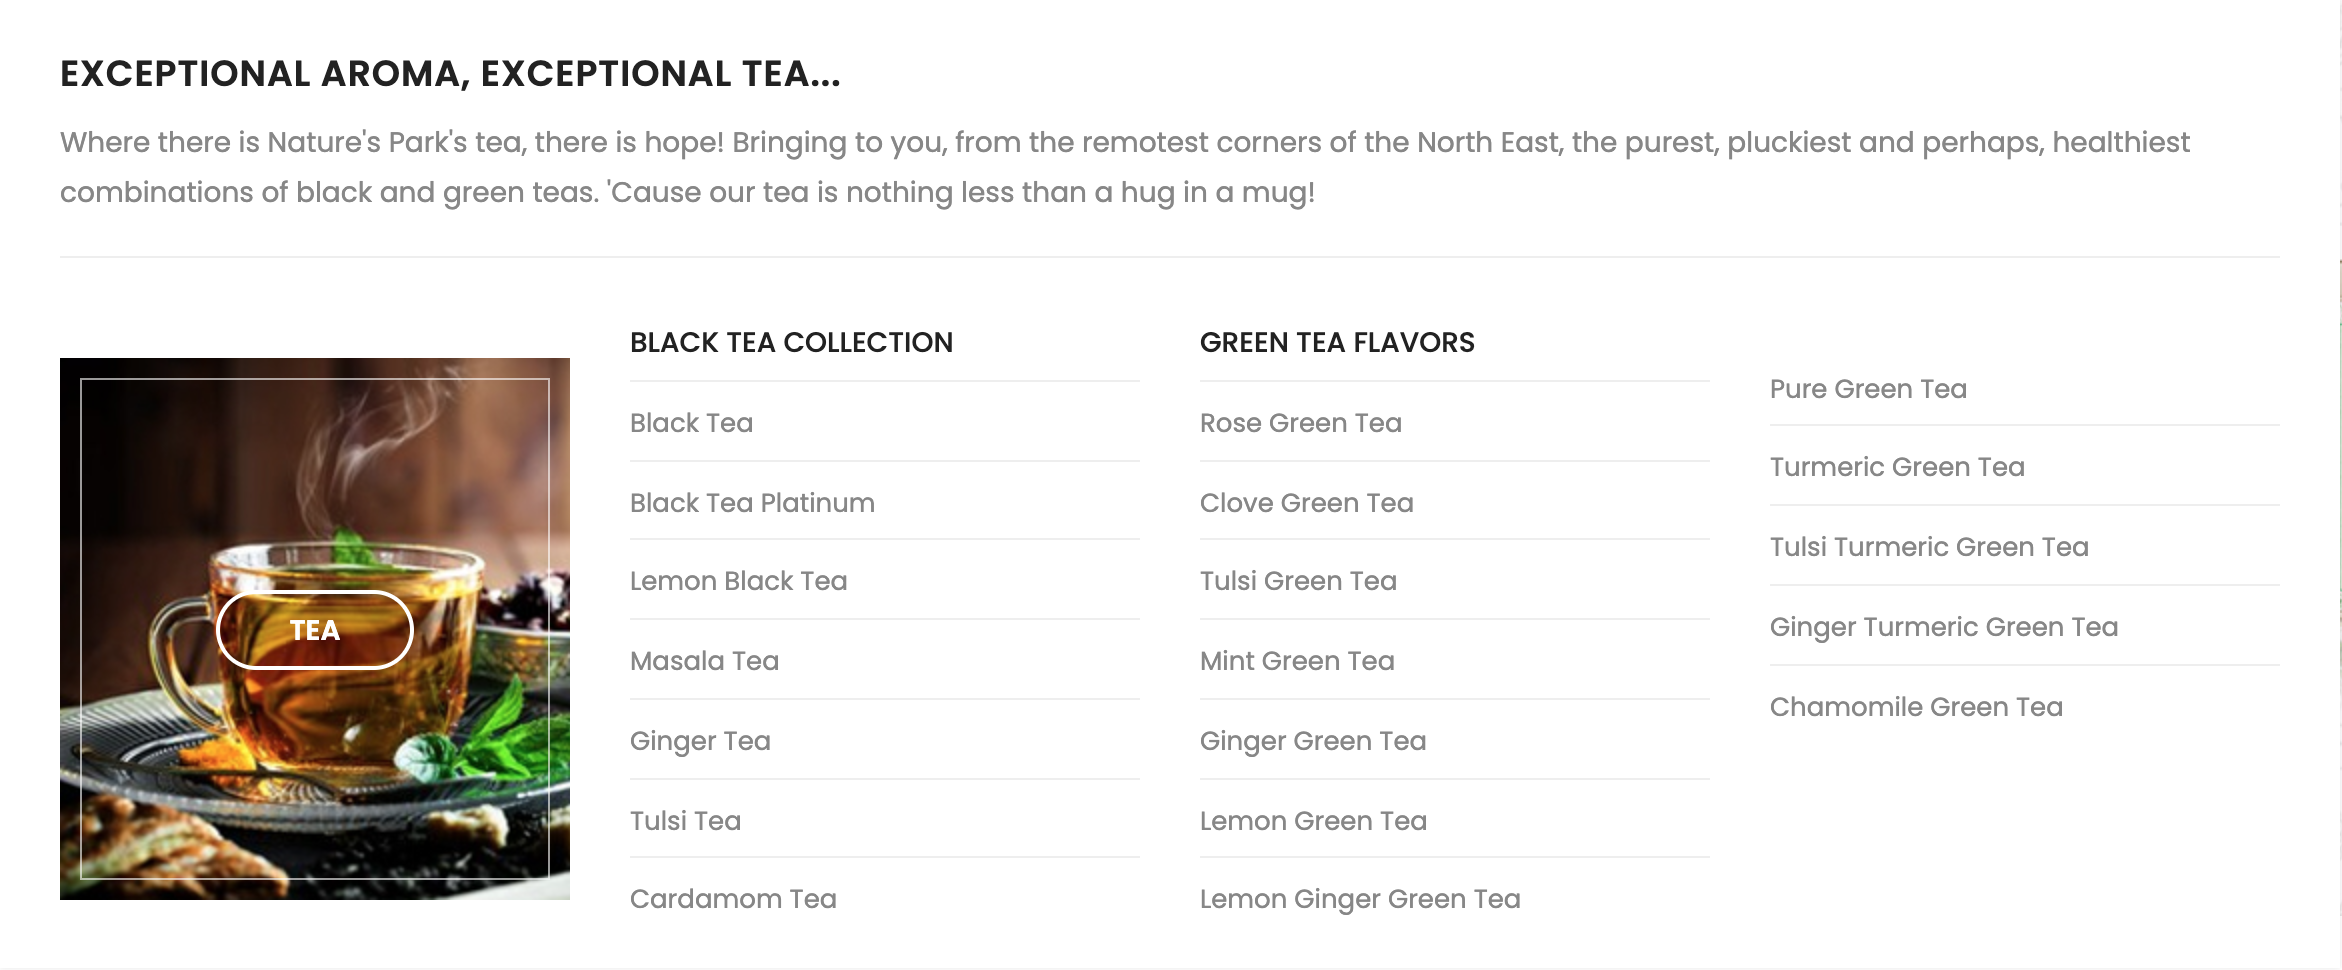 EXCEPTIONAL AROMA, EXCEPTIONAL TEA...
Where there is Nature's Park's tea, there is hope! Bringing to you, from the remotest corners of the North East, the purest, pluckiest and perhaps, healthiest
combinations of black and green teas. 'Cause our tea is nothing less than a hug in a mug!
TEA
BLACK TEA COLLECTION
Black Tea
Black Tea Platinum
Lemon Black Tea
Masala Tea
Ginger Tea
Tulsi Tea
Cardamom Tea
GREEN TEA FLAVORS
Rose Green Tea
Clove Green Tea
Tulsi Green Tea
Mint Green Tea
Ginger Green Tea
Lemon Green Tea
Lemon Ginger Green Tea
Pure Green Tea
Turmeric Green Tea
Tulsi Turmeric Green Tea
Ginger Turmeric Green Tea
Chamomile Green Tea